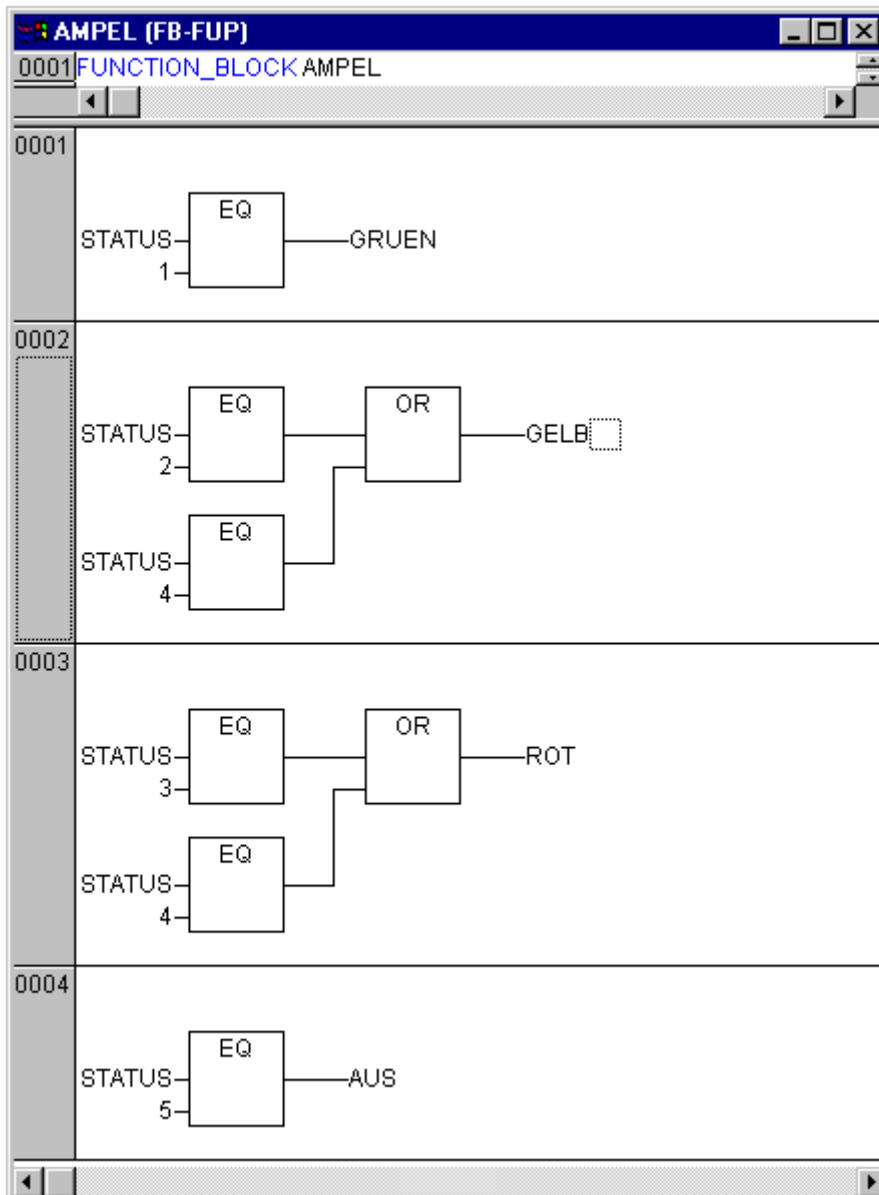 AMPEL (FB-FUP)
0001 FUNCTION_BLOCK AMPEL
0001
EQ
STATUS GRUEN
1
0002
EQ OR
STATUS GELB
2
EQ
STATUS
4
0003
EQ OR
STATUS ROT
3
EQ
STATUS
4
0004
EQ
STATUS AUS
5